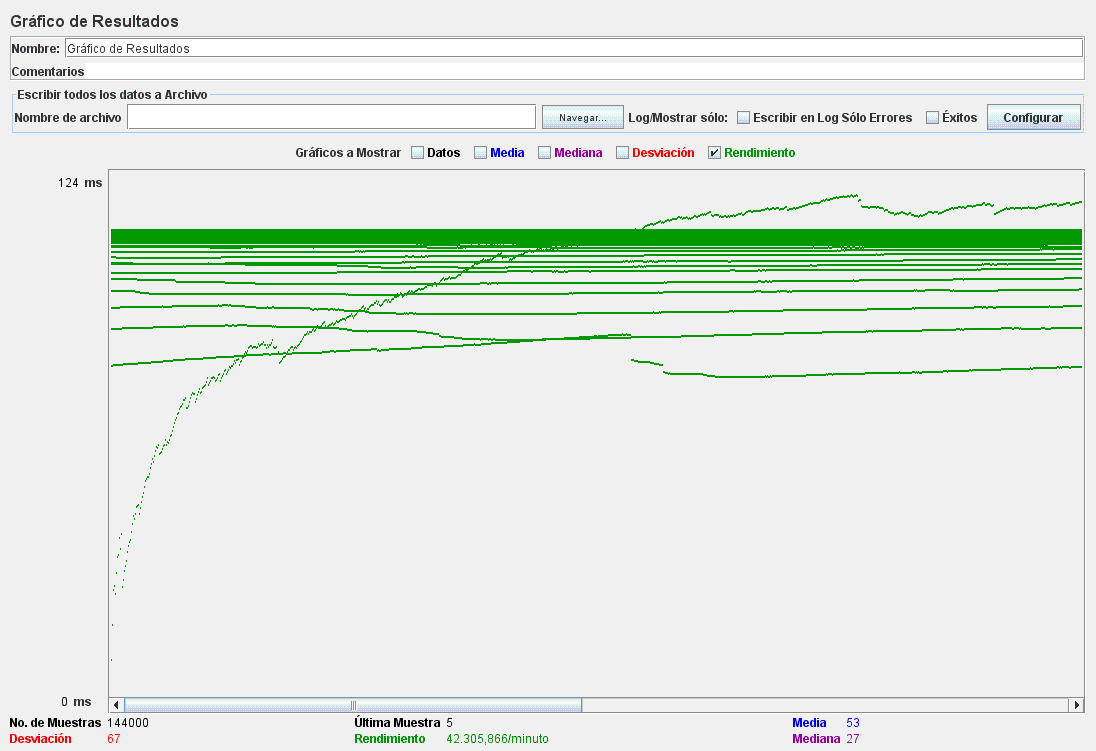 Gráfico de Resultados
Nombre: Gráfico de Resultados
Comentarios
Escribir todos los datos a Archivo
Nombre de archivo Navegar... Log/Mostrar sólo: Escribir en Log Sólo Errores Éxitos Configurar
Gráficos a Mostrar Datos Media Mediana Desviación Rendimiento
124 ms
0 ms
No. de Muestras 144000 Última Muestra 5 Media 53
Desviación 67 Rendimiento 42.305,866/minuto Mediana 27